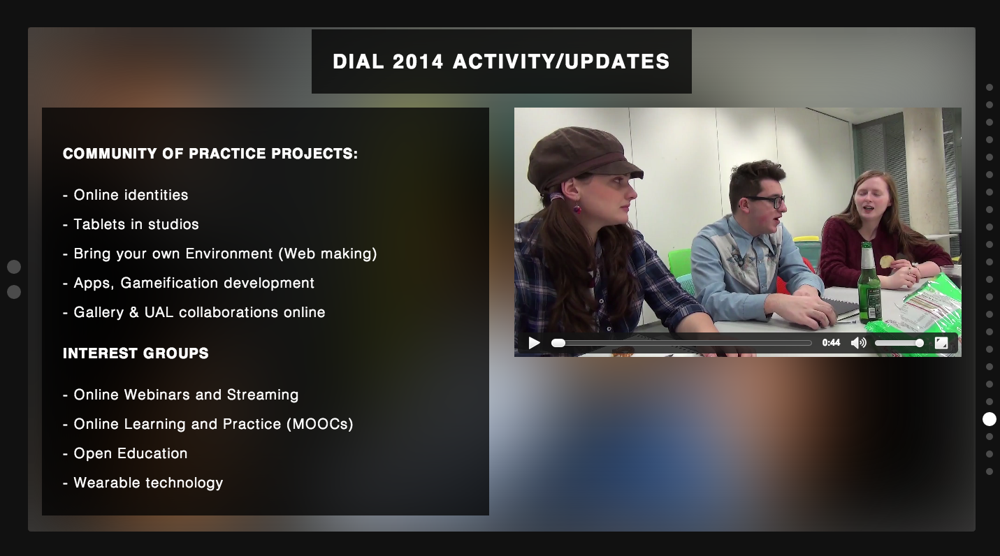 DIAL 2014 ACTIVITY/UPDATES
COMMUNITY OF PRACTICE PROJECTS:
- Online identities
- Tablets in studios
- Bring your own Environment (Web making)
- Apps, Gameification development
- Gallery & UAL collaborations online
INTEREST GROUPS
- Online Webinars and Streaming
- Online Learning and Practice (MOOCs)
- Open Education
- Wearable technology
0:44